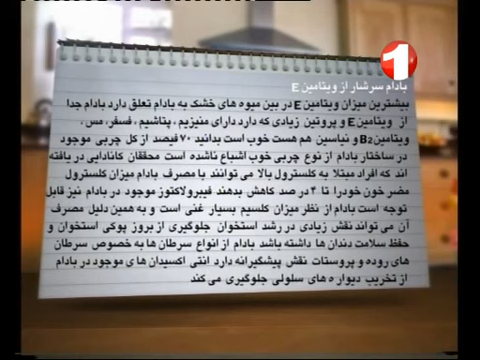 1
بادام سرشار از ویتامین E
بیشترین میزان ویتامینE در بین میوه های خشک به بادام تعلق دارد بادام جدا
از ویتامینE و پروتین زیادی که دارد دارای منیزیم، پتاشیم، فسفر، مس،
ویتامینB2و نیاسین هم هست خوب است بدانید ۷۰ فیصد از کل چربی موجود
در ساختار بادام از نوع چربی خوب اشباع ناشده است محققان کانادایی در یافته
اند که افراد مبتلا به کلسترول بالا می توانند با مصرف بادام میزان کلسترول
مضر خون خودرا تا ۴ در صد کاهش بدهند فیبرولاکتوز موجود در بادام نیز قابل
توجه است بادام از نظر میزان کلسیم بسیار غنی است و به همین دلیل مصرف
آن می تواند نقش زیادی در رشد استخوان جلوگیری از بروز پوکی استخوان و
حفظ سلامت دندان ها داشته باشد بادام از انواع سرطان ها به خصوص سرطان
های روده و پروستات نقش پیشگیرانه دارد انتی اکسیدان های موجود در بادام
از تخریب دیوار ه های سلولی جلوگیری می کند